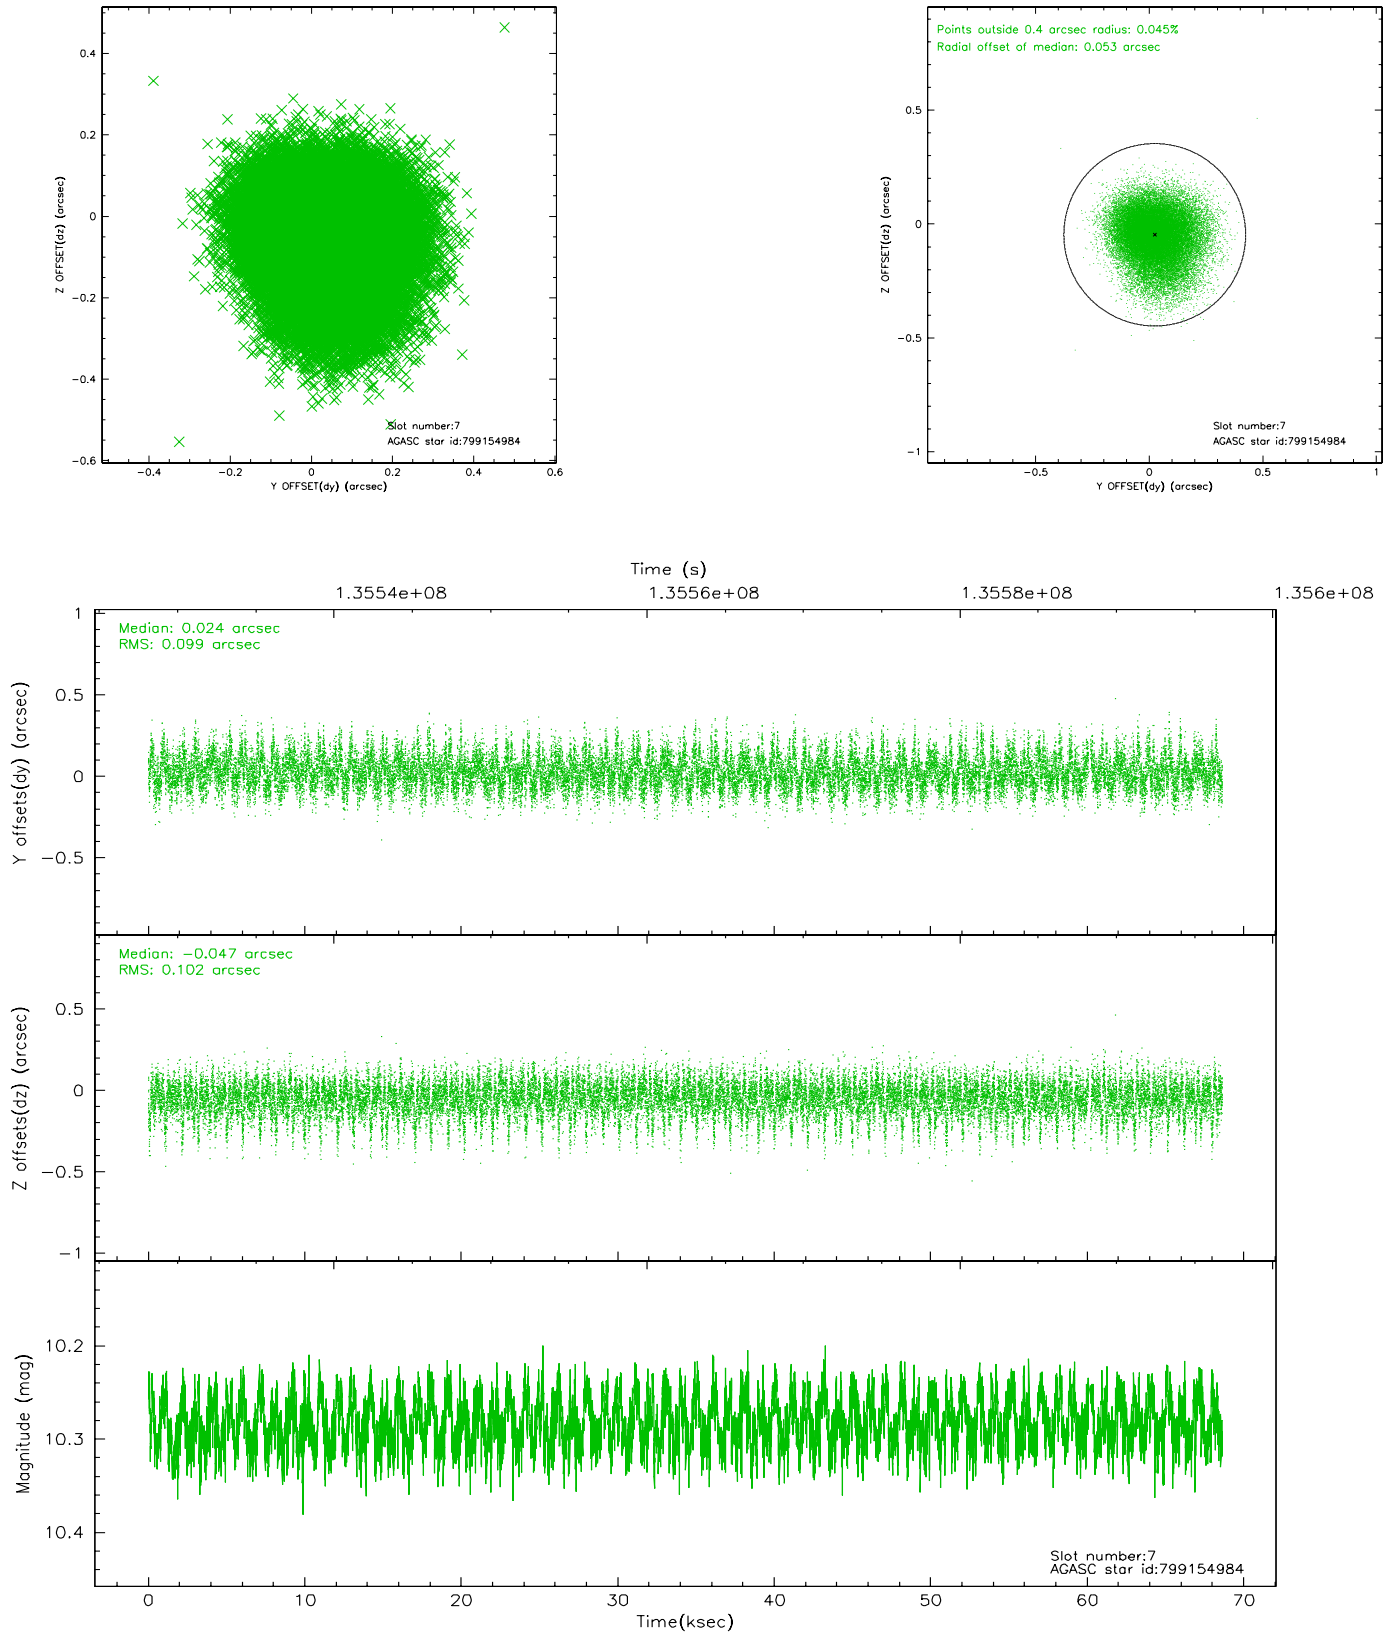 0.4
0.2
0
−0.2
−0.4
−0.6
Z OFFSET(dz) (arcsec)
Slot number:7
AGASC star id:799154984
−0.4
−0.2
0
0.2
0.4
0.6
Y OFFSET(dy) (arcsec)
Points outside 0.4 arcsec radius: 0.045%
Radial offset of median: 0.053 arcsec
0.5
0
−0.5
−1
Z OFFSET(dz) (arcsec)
Slot number:7
AGASC star id:799154984
−0.5
0
0.5
1
Y OFFSET(dy) (arcsec)
Time (s)
1.3554e+08
1.3556e+08
1.3558e+08
1.356e+08
Median: 0.024 arcsec
RMS: 0.099 arcsec
1
0.5
0
−0.5
Y offsets(dy) (arcsec)
Median: −0.047 arcsec
RMS: 0.102 arcsec
0.5
0
−0.5
−1
Z offsets(dz) (arcsec)
10.2
10.3
10.4
Magnitude (mag)
Slot number:7
AGASC star id:799154984
0
10
20
30
40
50
60
70
Time(ksec)